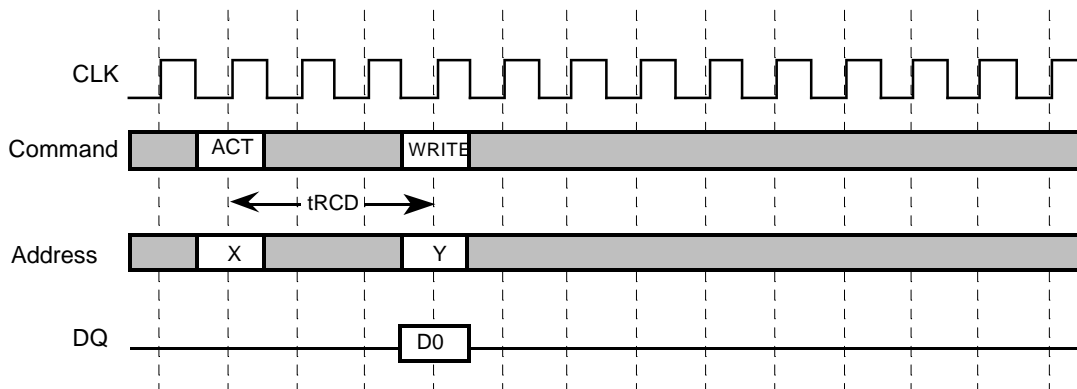 CLK
Command ACT WRITE
tRCD
Address X Y
DQ D0